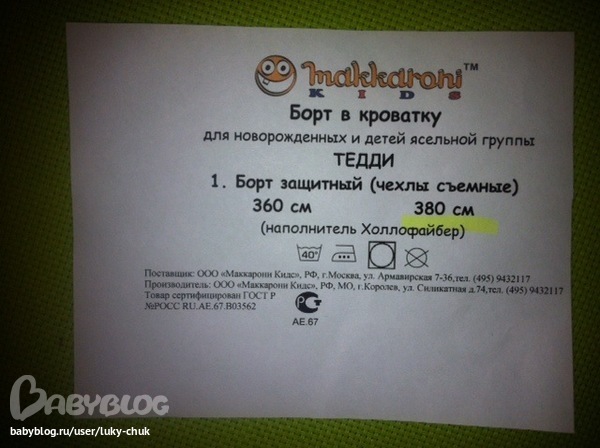 makkaroni™
KIDS
Борт в кроватку
для новорожденных и детей ясельной группы
ТЕДДИ
1. Борт защитный (чехлы съемные)
360 см 380 см
(наполнитель Холлофайбер)
40°
Поставщик: ООО «Маккарони Кидс», РФ, г.Москва, ул. Армавирская 7-36,тел. (495) 9432117
Производитель: ООО «Маккарони Кидс», РФ, МО, г.Королев, ул. Силикатная д.74,тел. (495) 9432117
Товар сертифицирован ГОСТ Р
№РОСС RU.AE.67.B03562
АЕ.67
BABYBLOG
babyblog.ru/user/luky-chuk